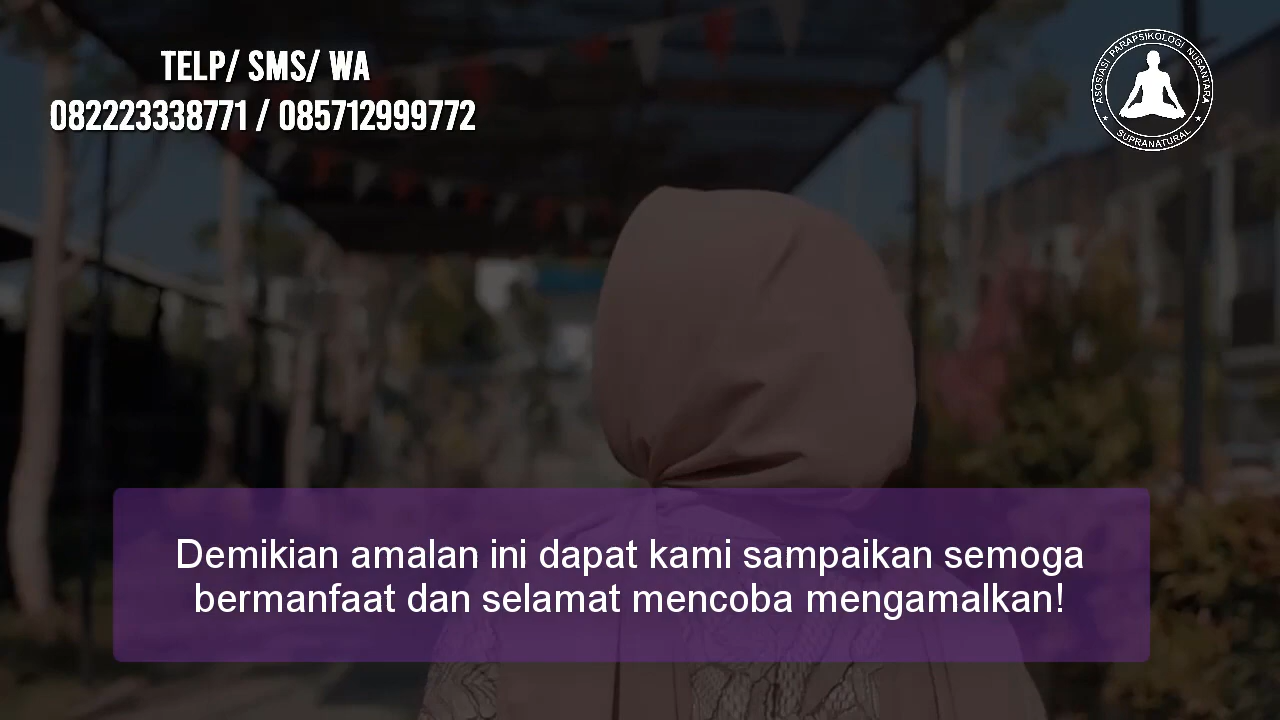 TELP/ SMS/ WA
082223338771 / 085712999772
ASOSIASI PARAPSIKOLOGI NUSANTARA
SUPRANATURAL
Demikian amalan ini dapat kami sampaikan semoga
bermanfaat dan selamat mencoba mengamalkan!